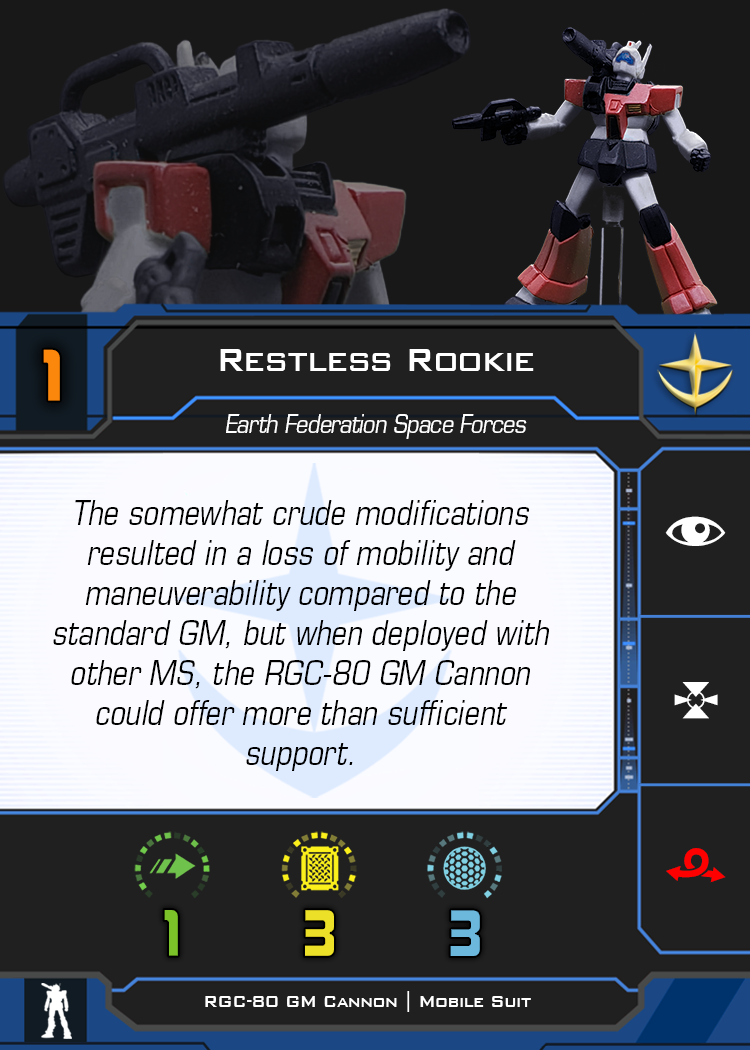 1
Restless Rookie
Earth Federation Space Forces
The somewhat crude modifications
resulted in a loss of mobility and
maneuverability compared to the
standard GM, but when deployed with
other MS, the RGC-80 GM Cannon
could offer more than sufficient
support.
1 3 3
RGC-80 GM Cannon | Mobile Suit